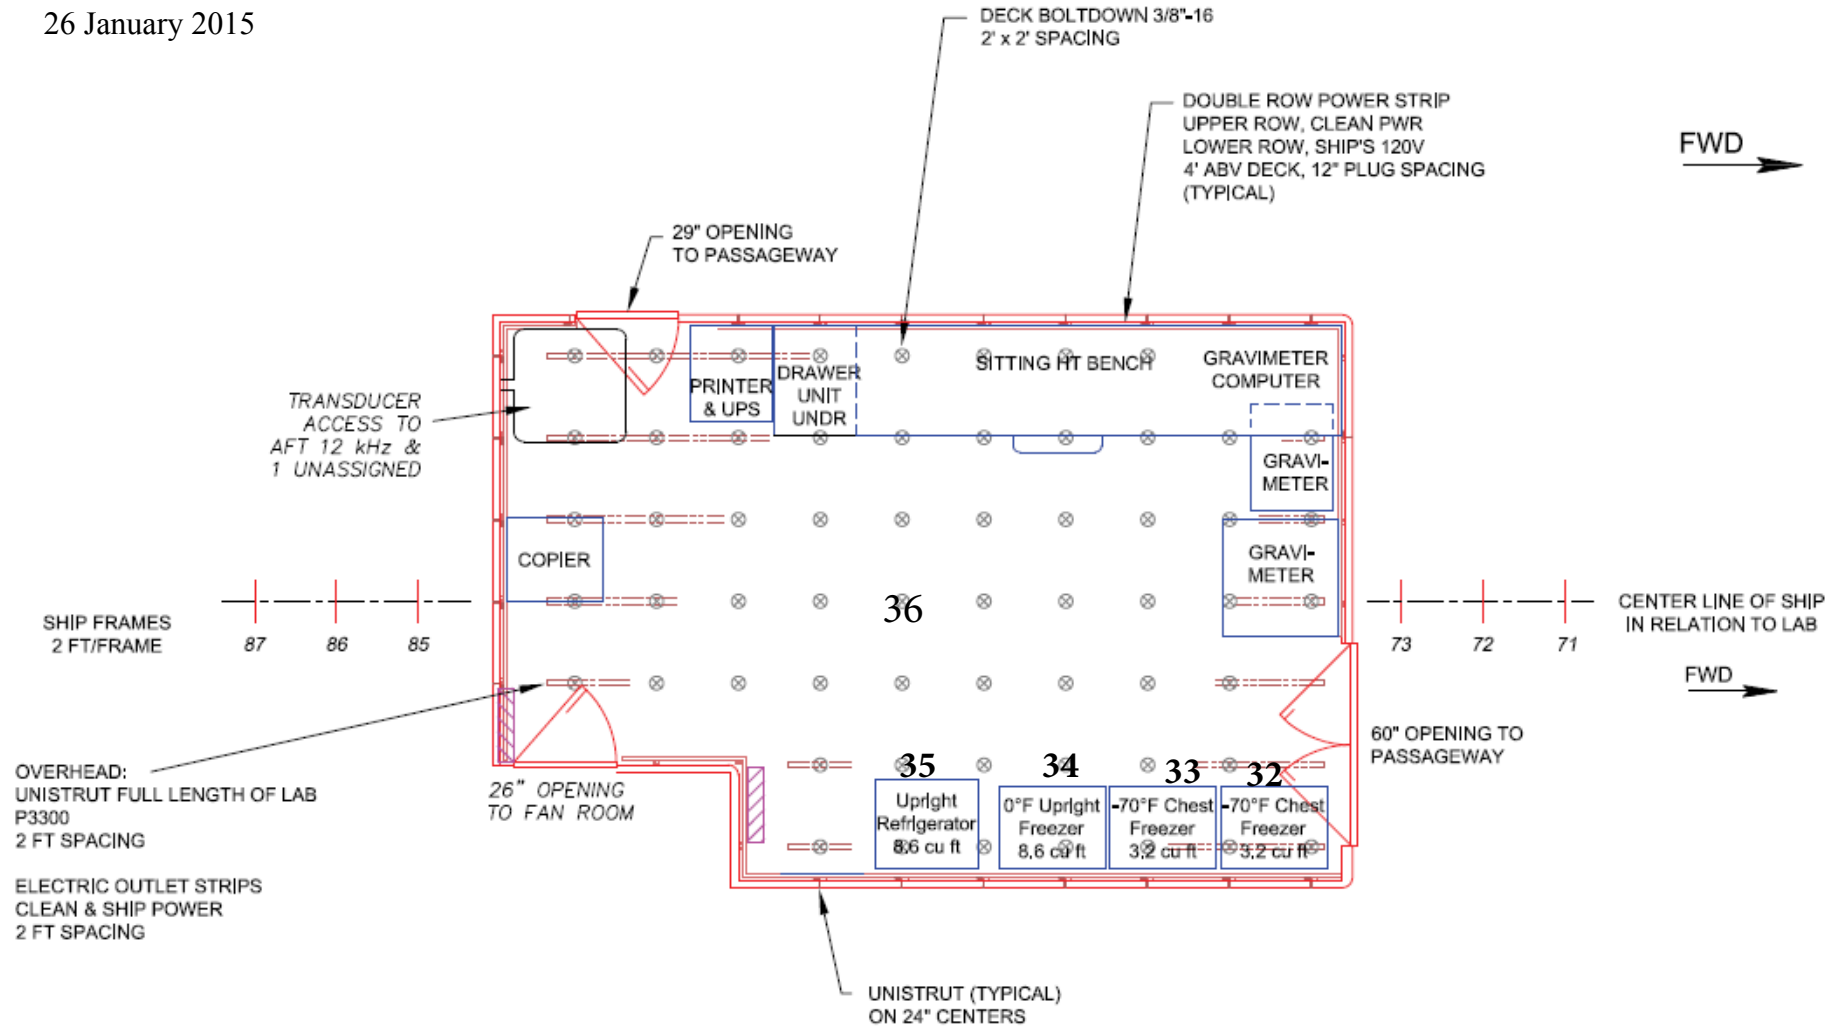 26 January 2015
DECK BOLTDOWN 3/8"-16
2' x 2' SPACING
DOUBLE ROW POWER STRIP
UPPER ROW, CLEAN PWR
LOWER ROW, SHIP'S 120V
4' ABV DECK, 12" PLUG SPACING
(TYPICAL)
FWD
29" OPENING
TO PASSAGEWAY
TRANSDUCER
ACCESS TO
AFT 12 kHz &
1 UNASSIGNED
PRINTER
& UPS
DRAWER
UNIT
UNDR
SITTING HT BENCH
GRAVIMETER
COMPUTER
GRAVI-
METER
COPIER
GRAVI-
METER
36
SHIP FRAMES
2 FT/FRAME
87
86
85
73
72
71
CENTER LINE OF SHIP
IN RELATION TO LAB
FWD
60" OPENING TO
PASSAGEWAY
OVERHEAD:
UNISTRUT FULL LENGTH OF LAB
P3300
2 FT SPACING
ELECTRIC OUTLET STRIPS
CLEAN & SHIP POWER
2 FT SPACING
26" OPENING
TO FAN ROOM
35
34
33
32
Upright
Refrigerator
8.6 cu ft
0°F Upright
Freezer
8.6 cu ft
-70°F Chest
Freezer
3.2 cu ft
-70°F Chest
Freezer
3.2 cu ft
UNISTRUT (TYPICAL)
ON 24" CENTERS